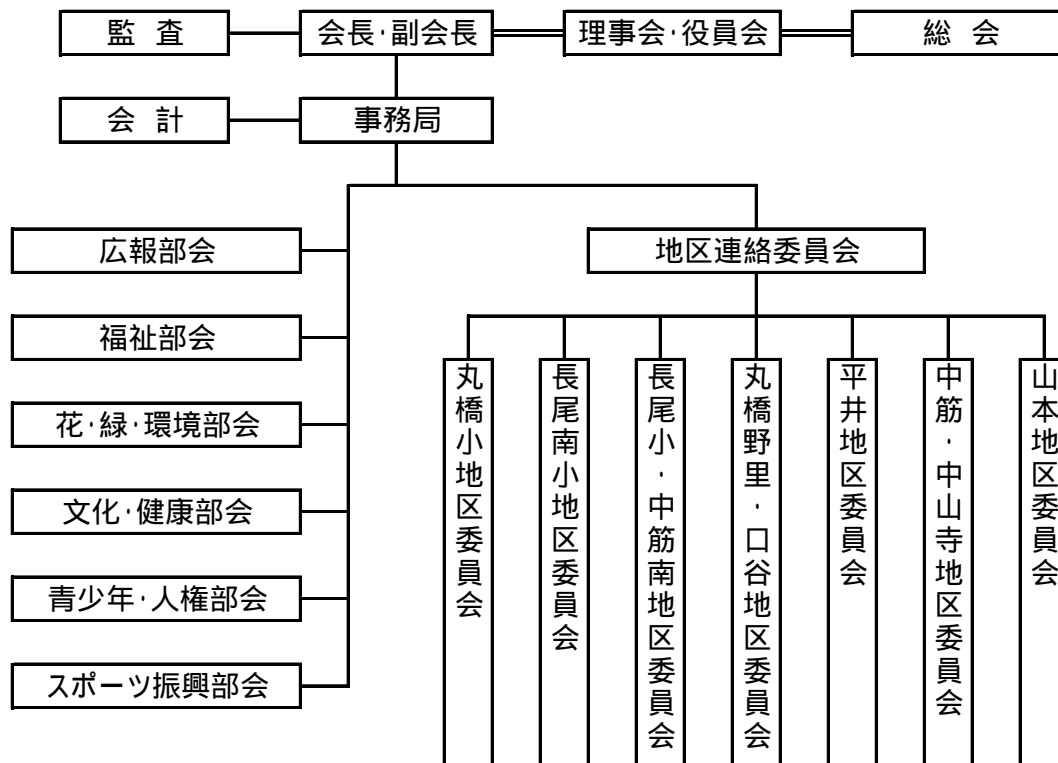 監 査
会長･副会長
理事会･役員会
総 会
会 計
事務局
広報部会
地区連絡委員会
福祉部会
花･緑･環境部会
文化･健康部会
青少年･人権部会
スポーツ振興部会
丸橋小地区委員会
長尾南小地区委員会
長尾小・中筋南地区委員会
丸橋野里・口谷地区委員会
平井地区委員会
中筋・中山寺地区委員会
山本地区委員会